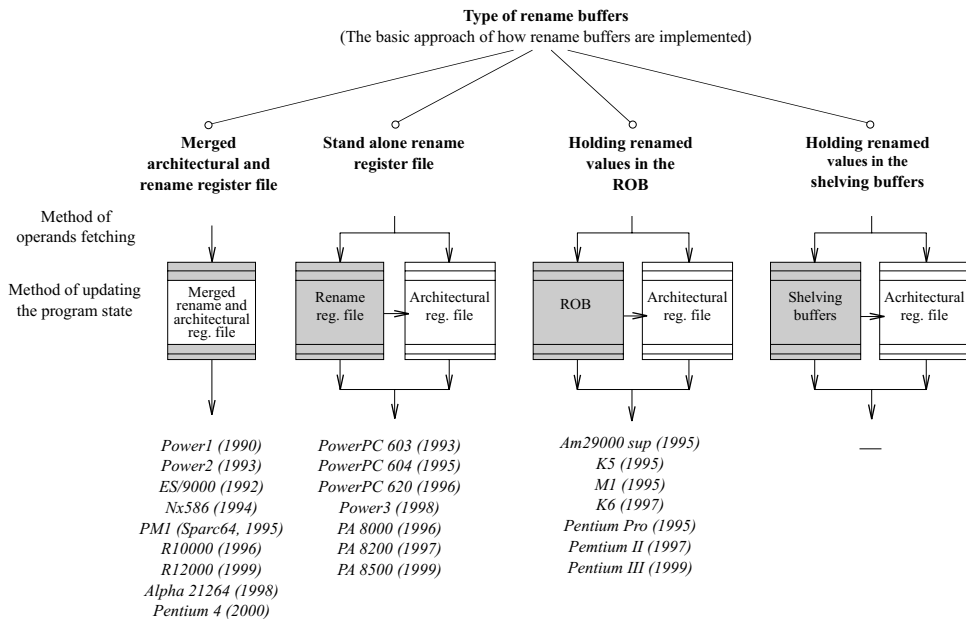 Type of rename buffers
(The basic approach of how rename buffers are implemented)
Merged
architectural and
rename register file
Stand alone rename
register file
Holding renamed
values in the
ROB
Holding renamed
values in the
shelving buffers
Method of
operands fetching
Method of updating
the program state
Merged
rename and
architectural
reg. file
Rename
reg. file
Architectural
reg. file
ROB
Architectural
reg. file
Shelving
buffers
Acrhitectural
reg. file
Power1 (1990)
Power2 (1993)
ES/9000 (1992)
Nx586 (1994)
PM1 (Sparc64, 1995)
R10000 (1996)
R12000 (1999)
Alpha 21264 (1998)
Pentium 4 (2000)
PowerPC 603 (1993)
PowerPC 604 (1995)
PowerPC 620 (1996)
Power3 (1998)
PA 8000 (1996)
PA 8200 (1997)
PA 8500 (1999)
Am29000 sup (1995)
K5 (1995)
M1 (1995)
K6 (1997)
Pentium Pro (1995)
Pemtium II (1997)
Pentium III (1999)
—